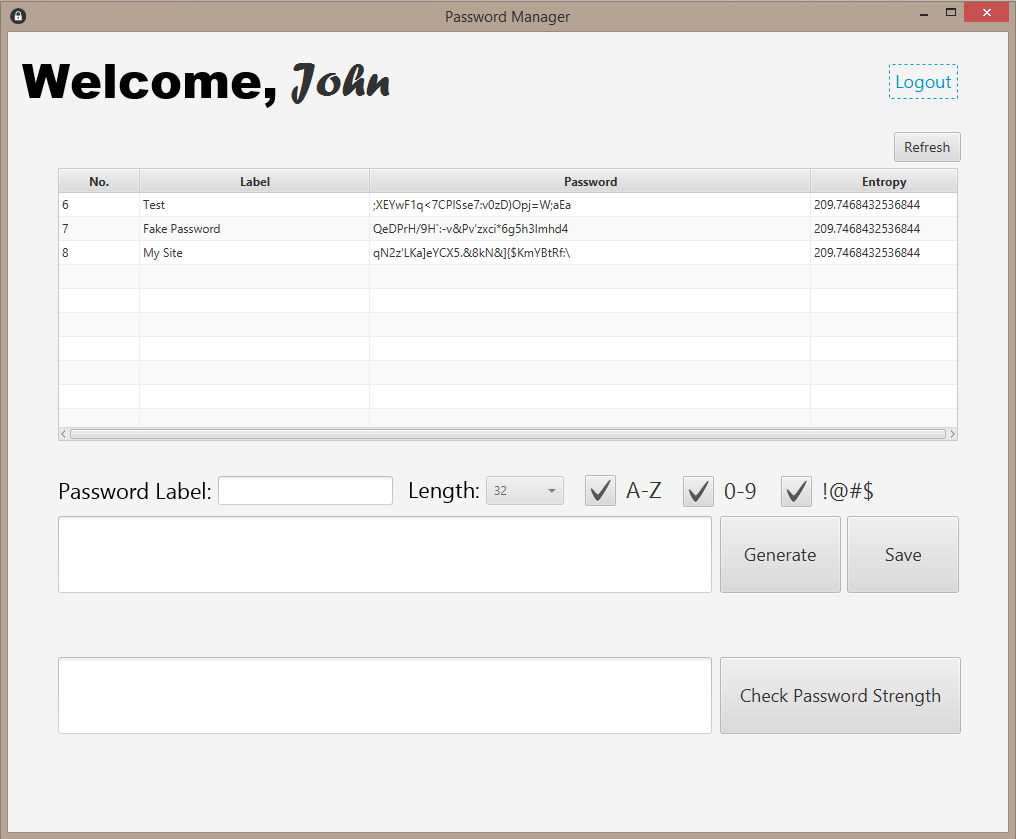 Password Manager
Welcome, John
Logout
Refresh
No. Label Password Entropy
6 Test ;XEYwF1q<7CPlSse7:v0zD)Opj=W;aEa 209.7468432536844
7 Fake Password QeDPrH/9H`:-v&Pv'zxci*6g5h3Imhd4 209.7468432536844
8 My Site qN2z'LKa]eYCX5.&8kN&]{$KmYBtRf:\ 209.7468432536844
Password Label: Length: 32 A-Z 0-9 !@#$
Generate Save
Check Password Strength